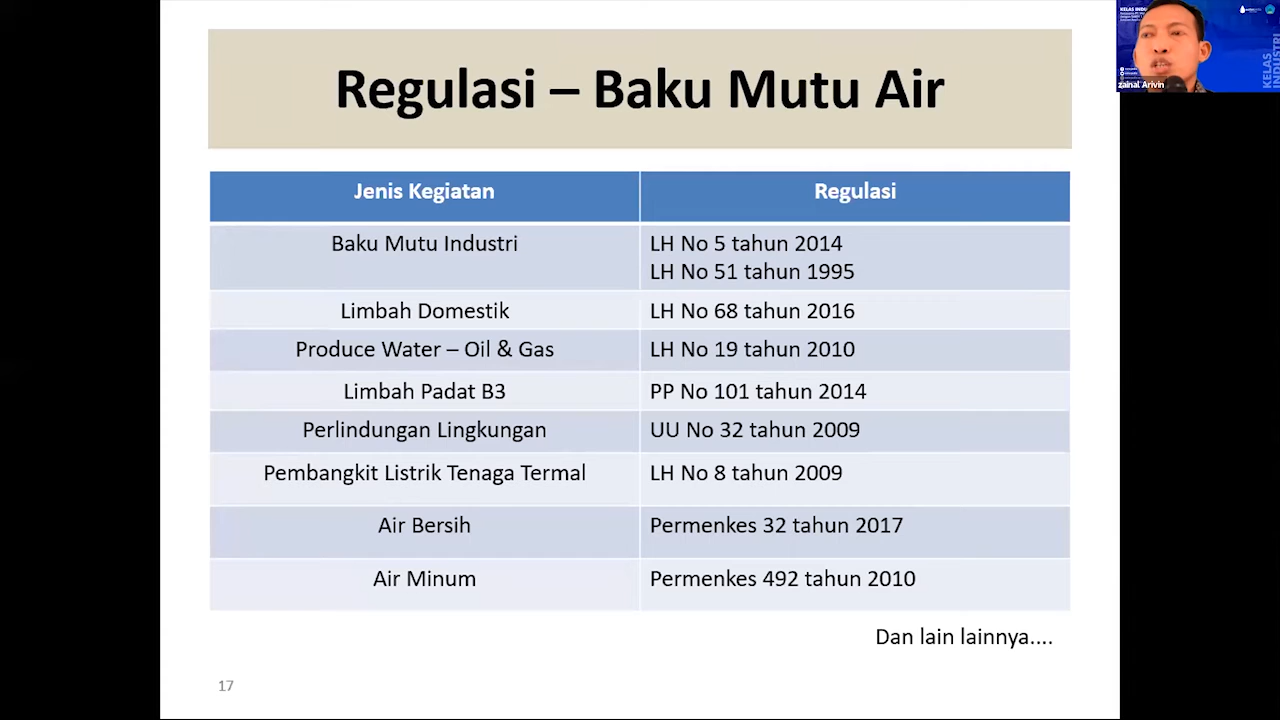 Regulasi – Baku Mutu Air
Jenis Kegiatan
Regulasi
Baku Mutu Industri
LH No 5 tahun 2014
LH No 51 tahun 1995
Limbah Domestik
LH No 68 tahun 2016
Produce Water – Oil & Gas
LH No 19 tahun 2010
Limbah Padat B3
PP No 101 tahun 2014
Perlindungan Lingkungan
UU No 32 tahun 2009
Pembangkit Listrik Tenaga Termal
LH No 8 tahun 2009
Air Bersih
Permenkes 32 tahun 2017
Air Minum
Permenkes 492 tahun 2010
Dan lain lainnya....
17
KELAS INDU
zainal Arivin
KELAS
INDUSTRI